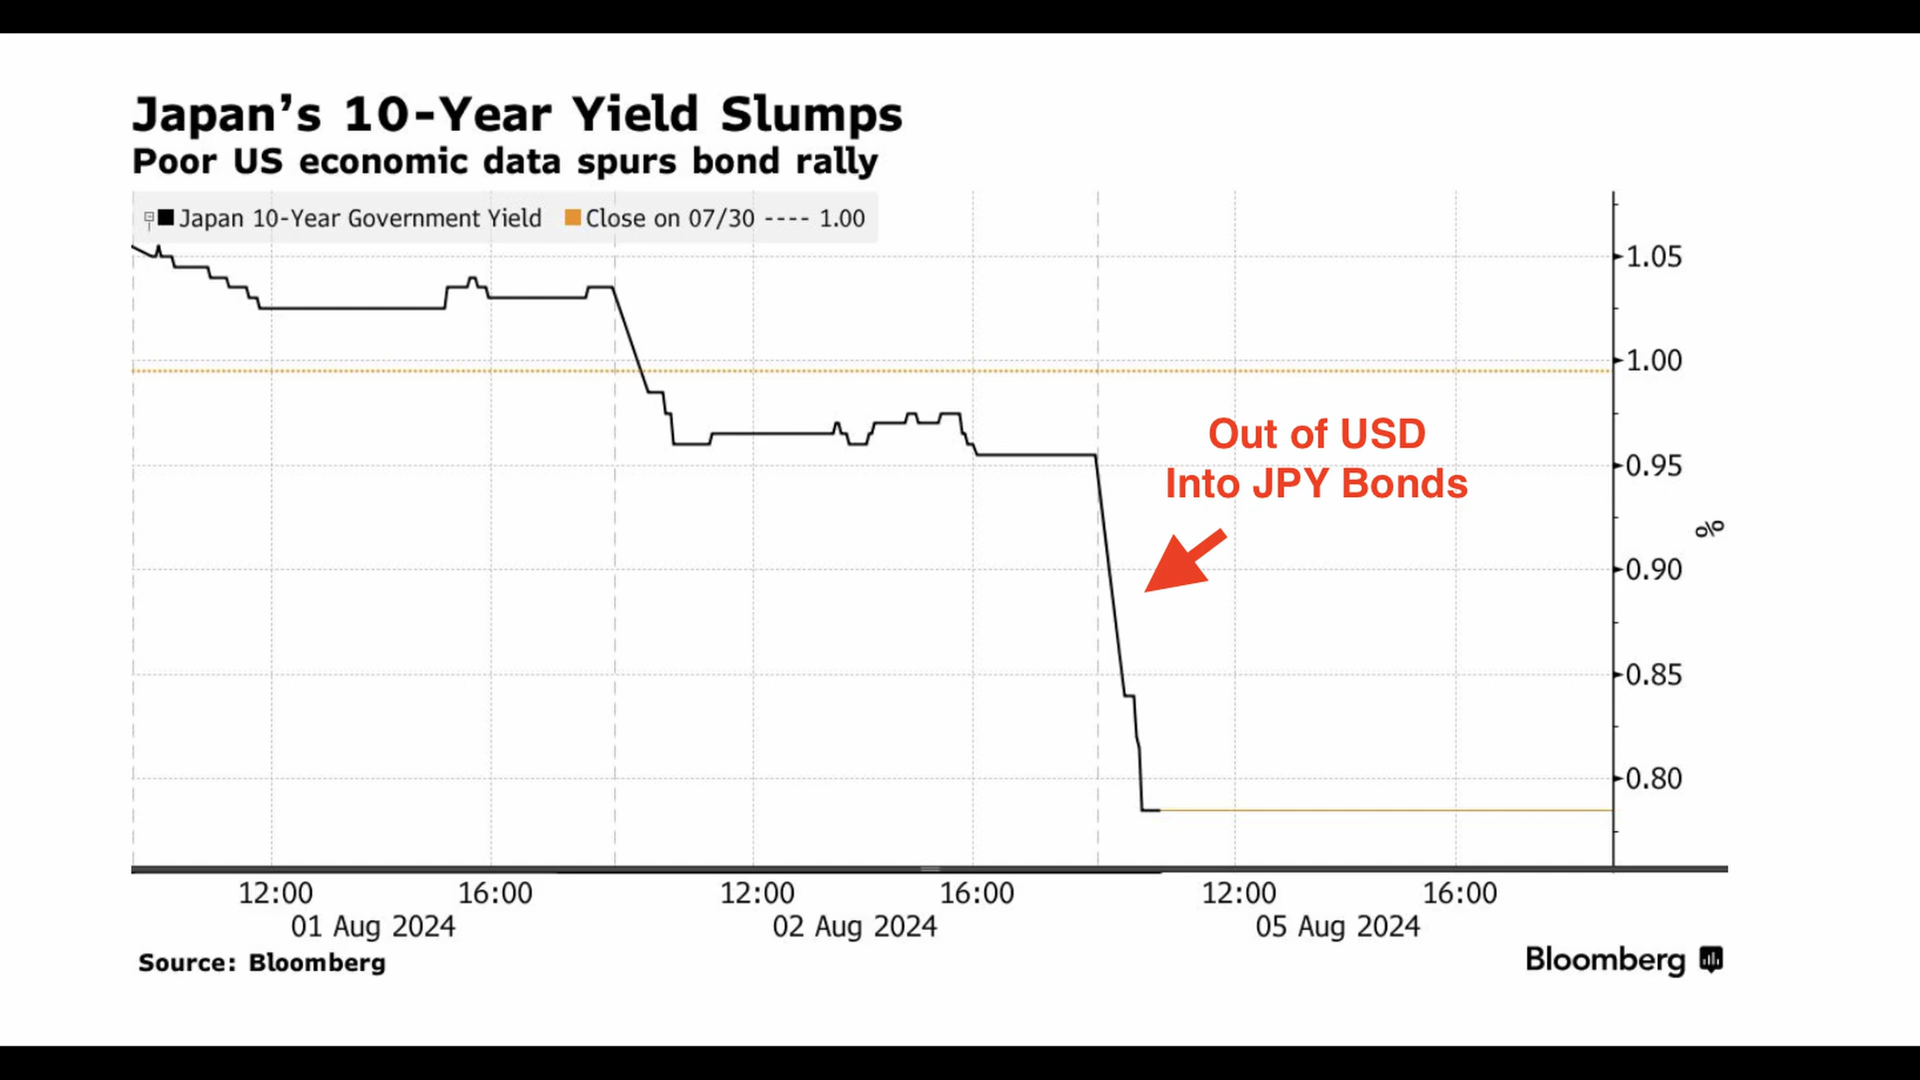 Japan’s 10-Year Yield Slumps
Poor US economic data spurs bond rally
Japan 10-Year Government Yield Close on 07/30 ---- 1.00
1.05
1.00
Out of USD
Into JPY Bonds
0.95
%
0.90
0.85
0.80
12:00 16:00 12:00 16:00 12:00 16:00
01 Aug 2024 02 Aug 2024 05 Aug 2024
Source: Bloomberg
Bloomberg